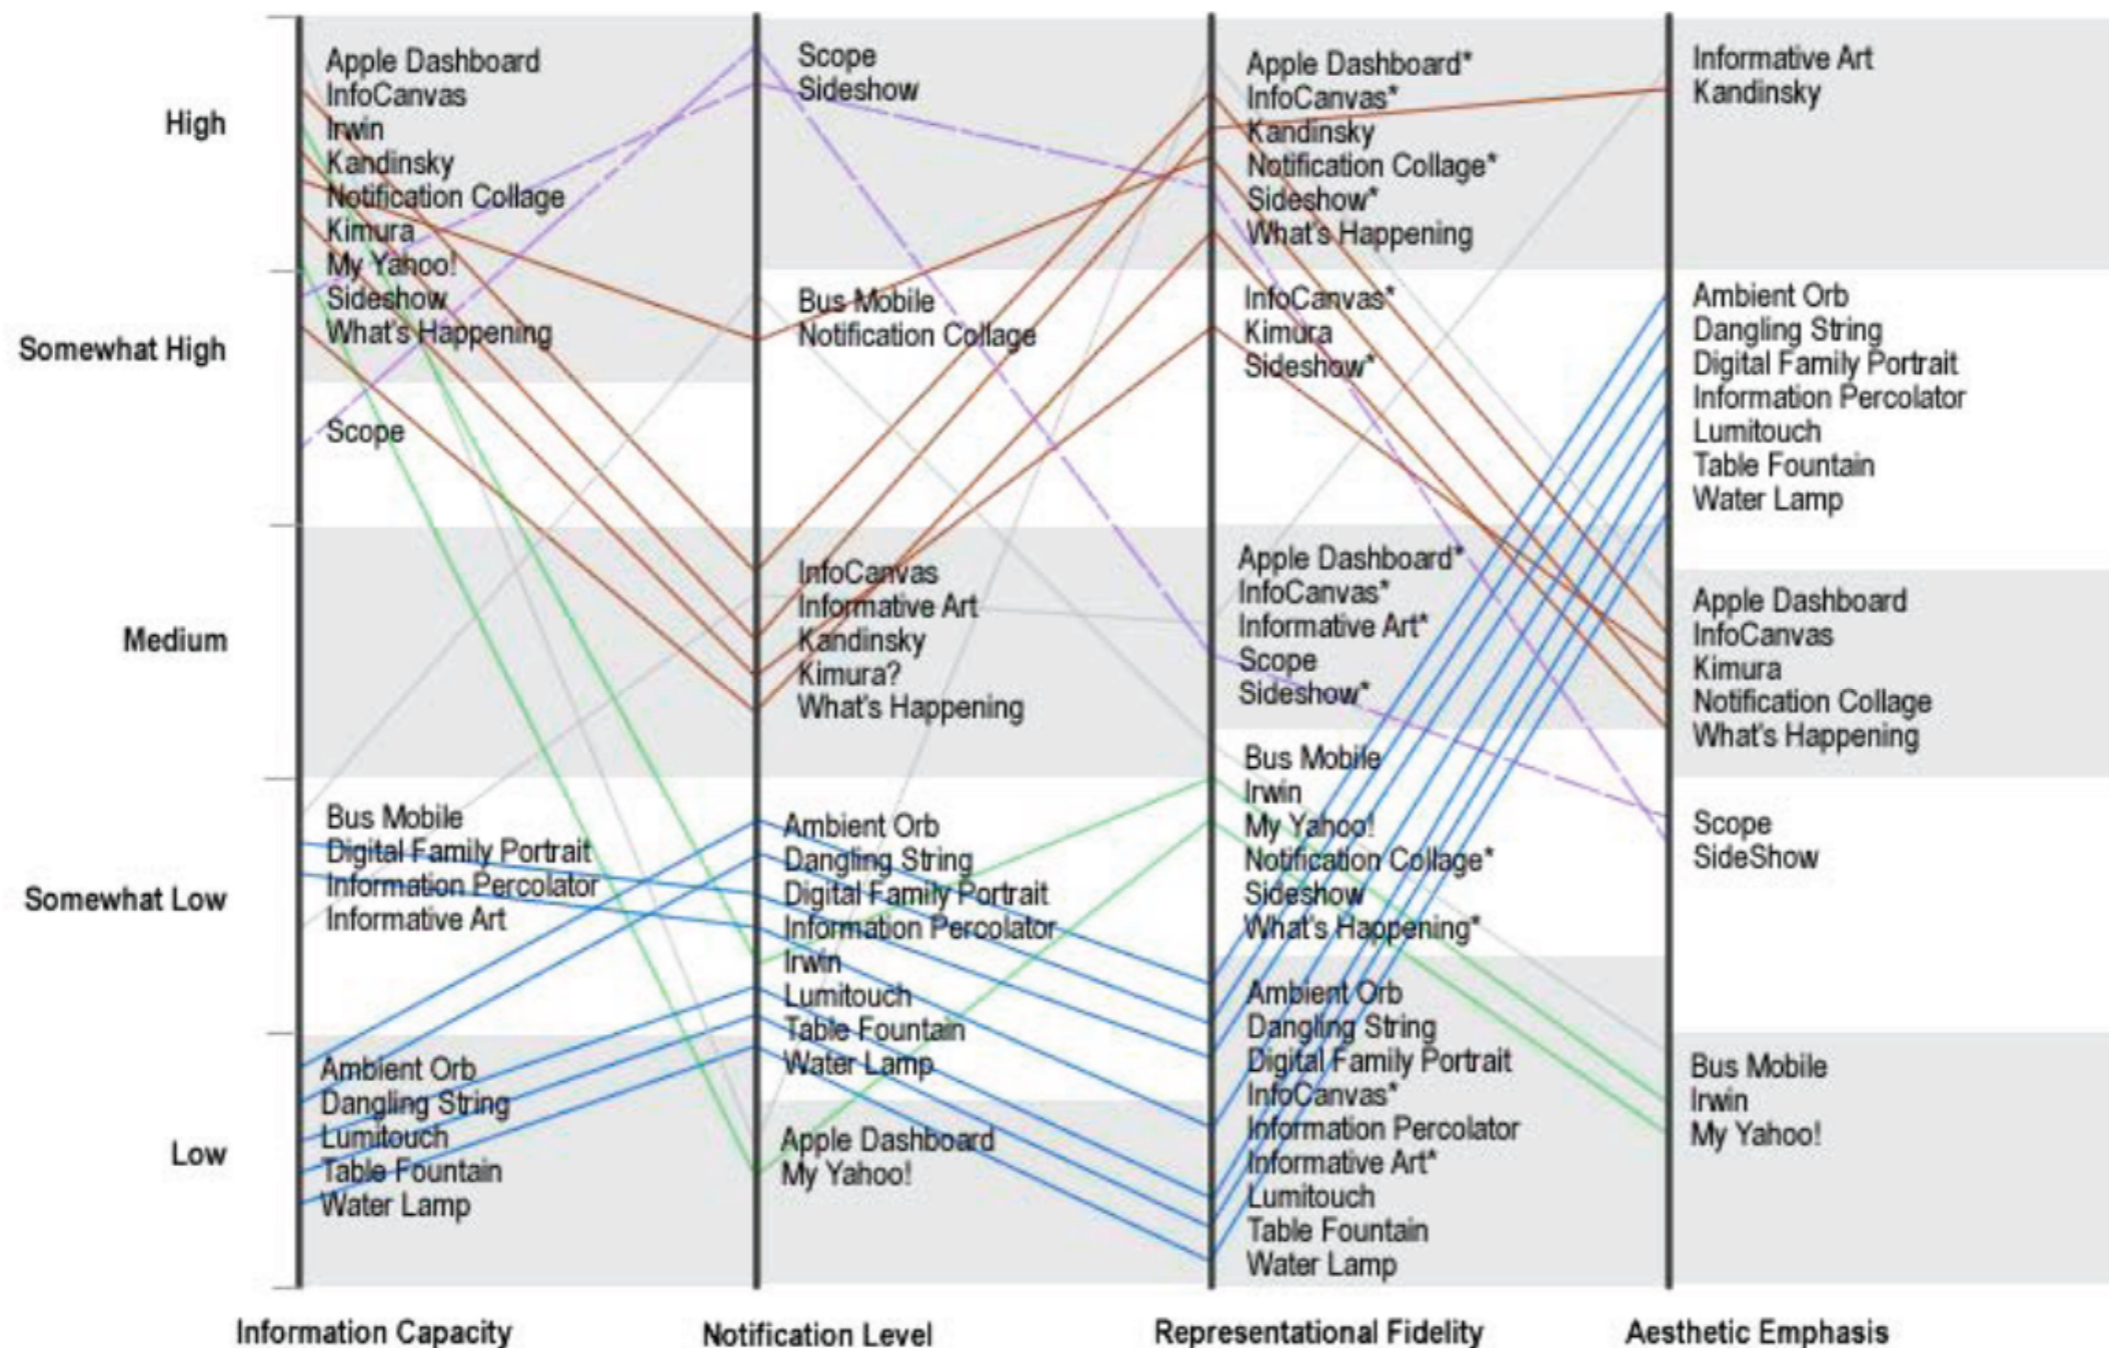 High
Somewhat High
Medium
Somewhat Low
Low
Apple Dashboard
InfoCanvas
Irwin
Kandinsky
Notification Collage
Kimura
My Yahoo!
Sideshow
What's Happening
Scope
Bus Mobile
Digital Family Portrait
Information Percolator
Informative Art
Ambient Orb
Dangling String
Lumitouch
Table Fountain
Water Lamp
Information Capacity
Scope
Sideshow
Bus Mobile
Notification Collage
InfoCanvas
Informative Art
Kandinsky
Kimura?
What's Happening
Ambient Orb
Dangling String
Digital Family Portrait
Information Percolator
Irwin
Lumitouch
Table Fountain
Water Lamp
Apple Dashboard
My Yahoo!
Notification Level
Apple Dashboard*
InfoCanvas*
Kandinsky
Notification Collage*
Sideshow*
What's Happening
InfoCanvas*
Kimura
Sideshow*
Apple Dashboard*
InfoCanvas*
Informative Art*
Scope
Sideshow*
Bus Mobile
Irwin
My Yahoo!
Notification Collage*
Sideshow
What's Happening*
Ambient Orb
Dangling String
Digital Family Portrait
InfoCanvas*
Information Percolator
Informative Art*
Lumitouch
Table Fountain
Water Lamp
Representational Fidelity
Informative Art
Kandinsky
Ambient Orb
Dangling String
Digital Family Portrait
Information Percolator
Lumitouch
Table Fountain
Water Lamp
Apple Dashboard
InfoCanvas
Kimura
Notification Collage
What's Happening
Scope
SideShow
Bus Mobile
Irwin
My Yahoo!
Aesthetic Emphasis